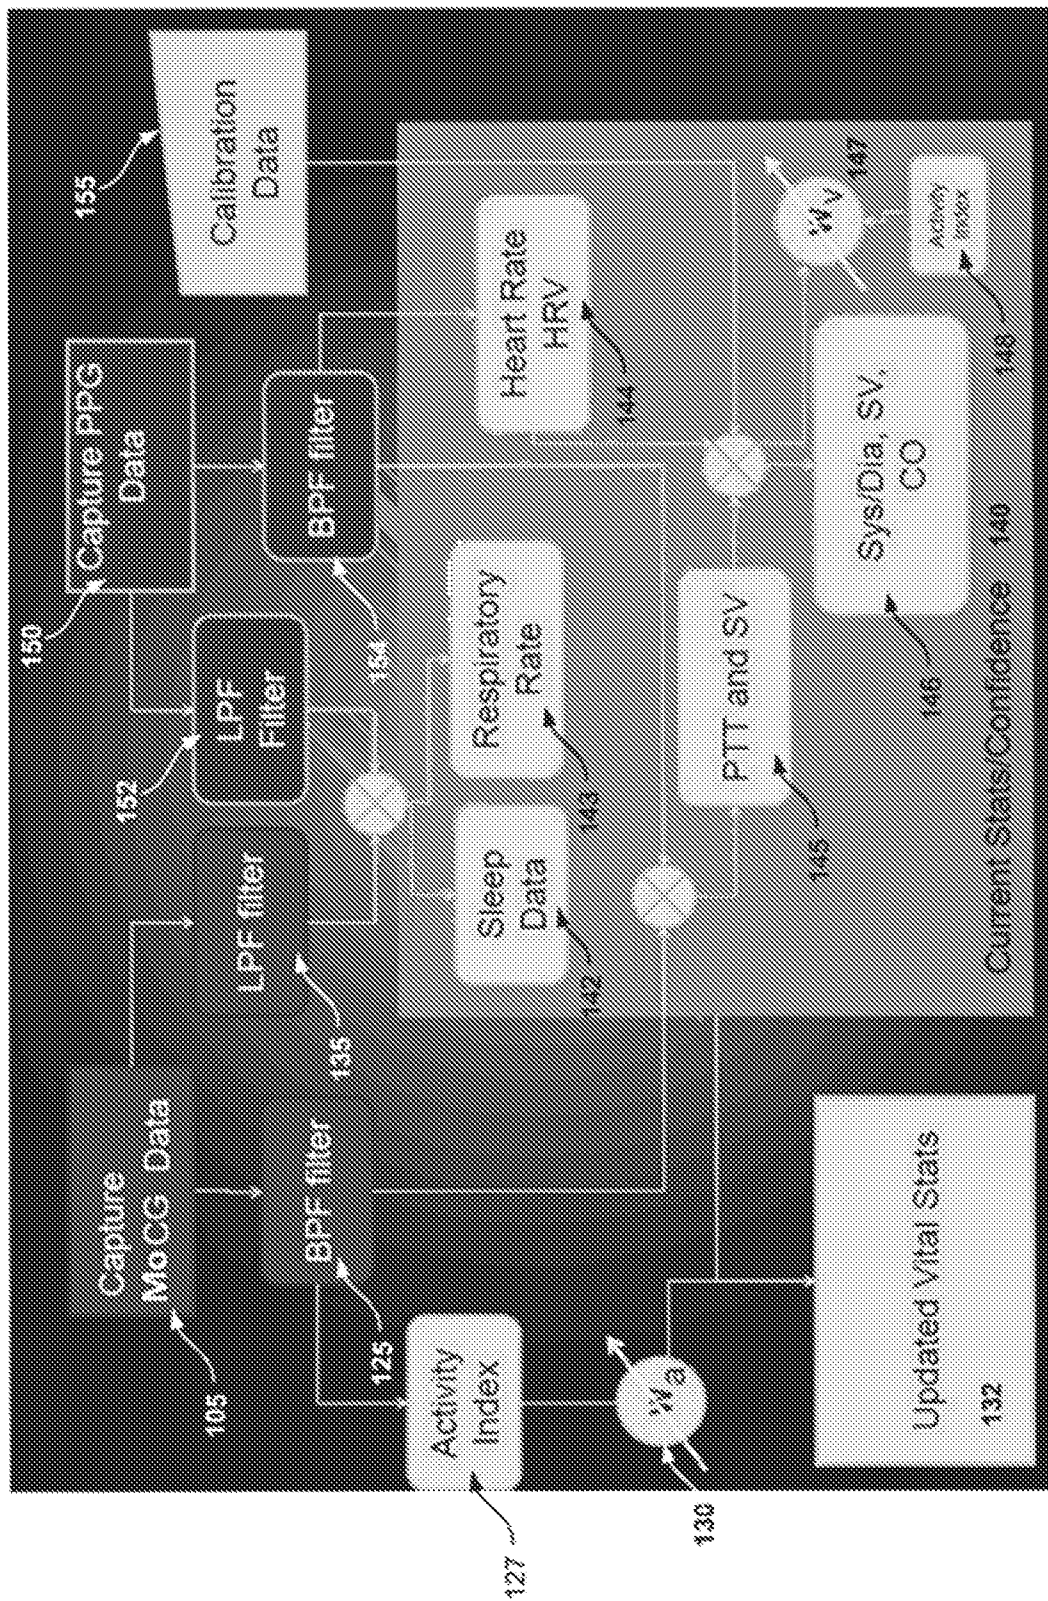 105
Capture
MoCG Data
150
Capture PPG
Data
155
Calibration
Data
135
LPF filter
152
LPF
Filter
125
BPF filter
154
BPF filter
127
Activity
Index
142
Sleep
Data
143
Respiratory
Rate
144
Heart Rate
HRV
130
Wa
145
PTT and SV
147
Wv
132
Updated Vital Stats
146
Sys/Dia, SV,
CO
148
Activity
Index
Current Stats/Confidence 140